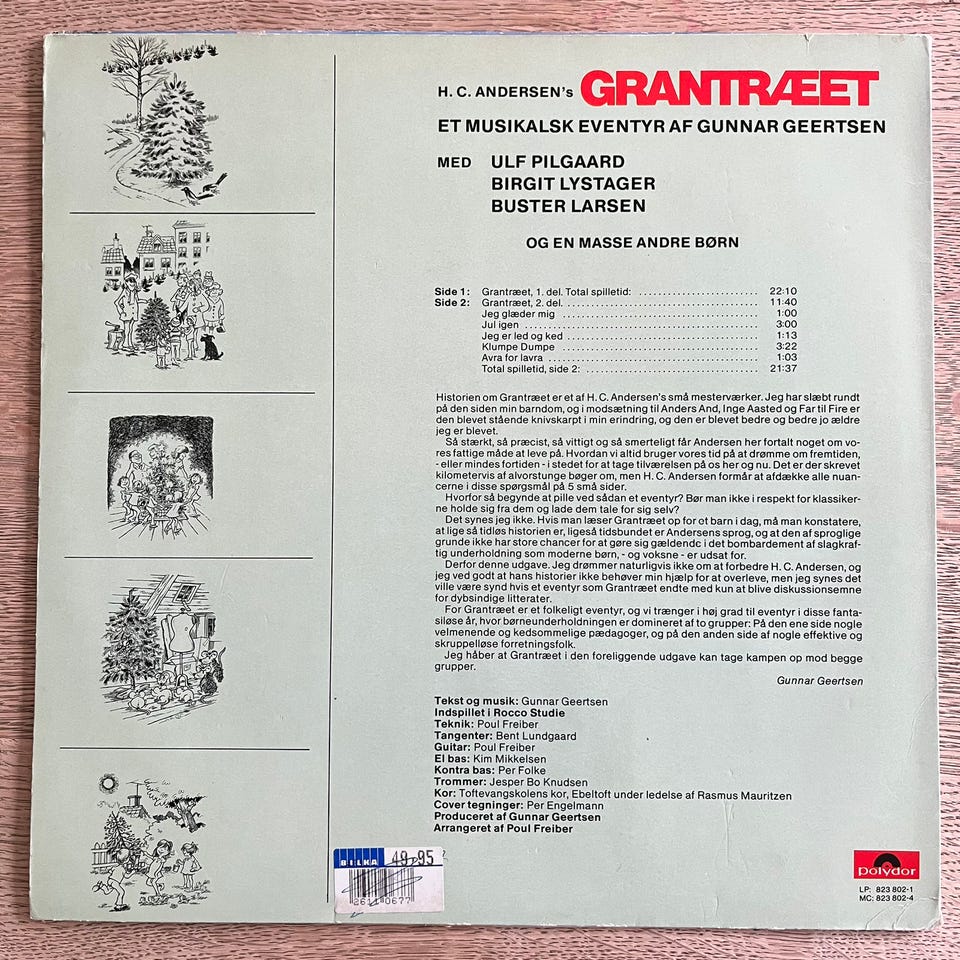 H. C. ANDERSEN's GRANTRÆET
ET MUSIKALSK EVENTYR AF GUNNAR GEERTSEN
MED ULF PILGAARD
BIRGIT LYSTAGER
BUSTER LARSEN
OG EN MASSE ANDRE BØRN
Side 1: Grantræet, 1. del. Total spilletid: 22:10
Side 2: Grantræet, 2. del. 11:40
Jeg glæder mig 1:00
Jul igen 3:00
Jeg er led og ked 1:13
Klumpe Dumpe 3:22
Avra for lavra 1:03
Total spilletid, side 2: 21:37
Historien om Grantræet er et af H. C. Andersen's små mesterværker. Jeg har slæbt rundt
på den siden min barndom, og i modsætning til Anders And, Inge Aasted og Far til Fire er
den blevet stående knivskarpt i min erindring, og den er blevet bedre og bedre jo ældre
jeg er blevet.
Så stærkt, så præcist, så vittigt og så smerteligt får Andersen her fortalt noget om vo-
res fattige måde at leve på. Hvordan vi altid bruger vores tid på at drømme om fremtiden,
- eller mindes fortiden - i stedet for at tage tilværelsen på os her og nu. Det er der skrevet
kilometervis af alvorstunge bøger om, men H. C. Andersen formår at afdække alle nuan-
cerne i disse spørgsmål på 5 små sider.
Hvorfor så begynde at pille ved sådan et eventyr? Bør man ikke i respekt for klassiker-
ne holde sig fra dem og lade dem tale for sig selv?
Det synes jeg ikke. Hvis man læser Grantræet op for et barn i dag, må man konstatere,
at lige så tidløs historien er, ligeså tidsbundet er Andersens sprog, og at den af sproglige
grunde ikke har store chancer for at gøre sig gældendc i det bombardement af slagkraf-
tig underholdning som moderne børn, - og voksne - er udsat for.
Derfor denne udgave. Jeg drømmer naturligvis ikke om at forbedre H. C. Andersen, og
jeg ved godt at hans historier ikke behøver min hjælp for at overleve, men jeg synes det
ville være synd hvis et eventyr som Grantræet endte med kun at blive diskussionsemne
for dybsindige litterater.
For Grantræet er et folkeligt eventyr, og vi trænger i høj grad til eventyr i disse fanta-
siløse år, hvor børneunderholdningen er domineret af to grupper: På den ene side nogle
velmenende og kedsommelige pædagoger, og på den anden side af nogle effektive og
skruppelløse forretningsfolk.
Jeg håber at Grantræet i den foreliggende udgave kan tage kampen op mod begge
grupper.
Gunnar Geertsen
Tekst og musik: Gunnar Geertsen
Indspillet i Rocco Studie
Teknik: Poul Freiber
Tangenter: Bent Lundgaard
Guitar: Poul Freiber
El bas: Kim Mikkelsen
Kontra bas: Per Folke
Trommer: Jesper Bo Knudsen
Kor: Toftevangskolens kor, Ebeltoft under ledelse af Rasmus Mauritzen
Cover tegninger: Per Engelmann
Produceret af Gunnar Geertsen
Arrangeret af Poul Freiber
BILKA 49.95
2611 0677
polydor
LP: 823 802-1
MC: 823 802-4